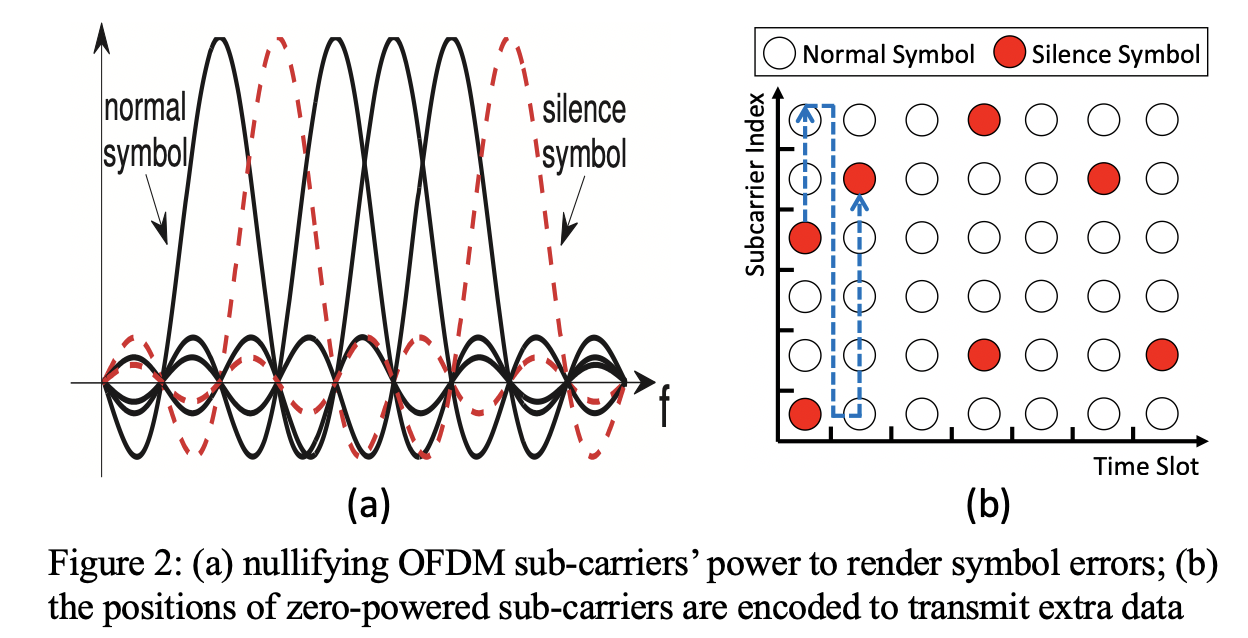 normal
symbol
silence
symbol
f
(a)
Normal Symbol
Silence Symbol
Subcarrier Index
Time Slot
(b)
Figure 2: (a) nullifying OFDM sub-carriers’ power to render symbol errors; (b)
the positions of zero-powered sub-carriers are encoded to transmit extra data